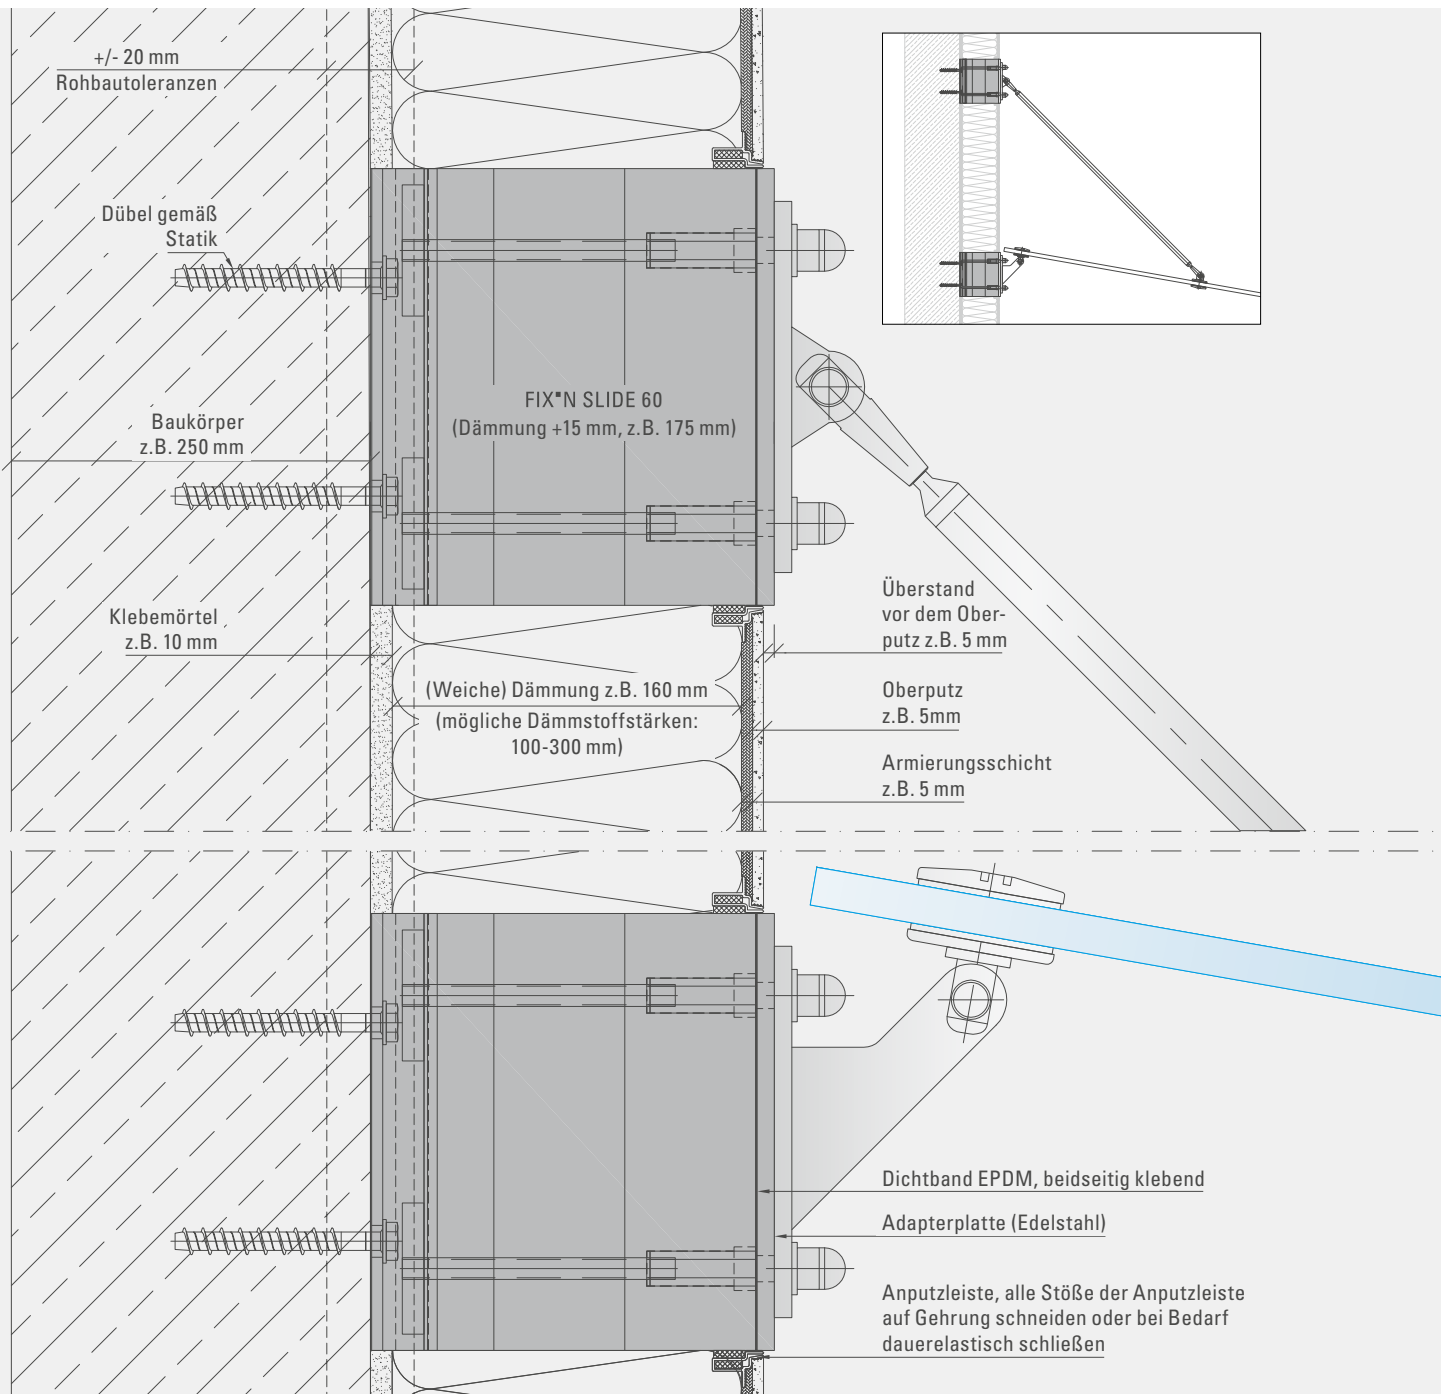 +/- 20 mm
Rohbautoleranzen
Dübel gemäß
Statik
FIX■N SLIDE 60
(Dämmung +15 mm, z.B. 175 mm)
Baukörper
z.B. 250 mm
Klebemörtel
z.B. 10 mm
Überstand
vor dem Ober-
putz z.B. 5 mm
(Weiche) Dämmung z.B. 160 mm
(mögliche Dämmstoffstärken:
100-300 mm)
Oberputz
z.B. 5mm
Armierungsschicht
z.B. 5 mm
Dichtband EPDM, beidseitig klebend
Adapterplatte (Edelstahl)
Anputzleiste, alle Stöße der Anputzleiste
auf Gehrung schneiden oder bei Bedarf
dauerelastisch schließen